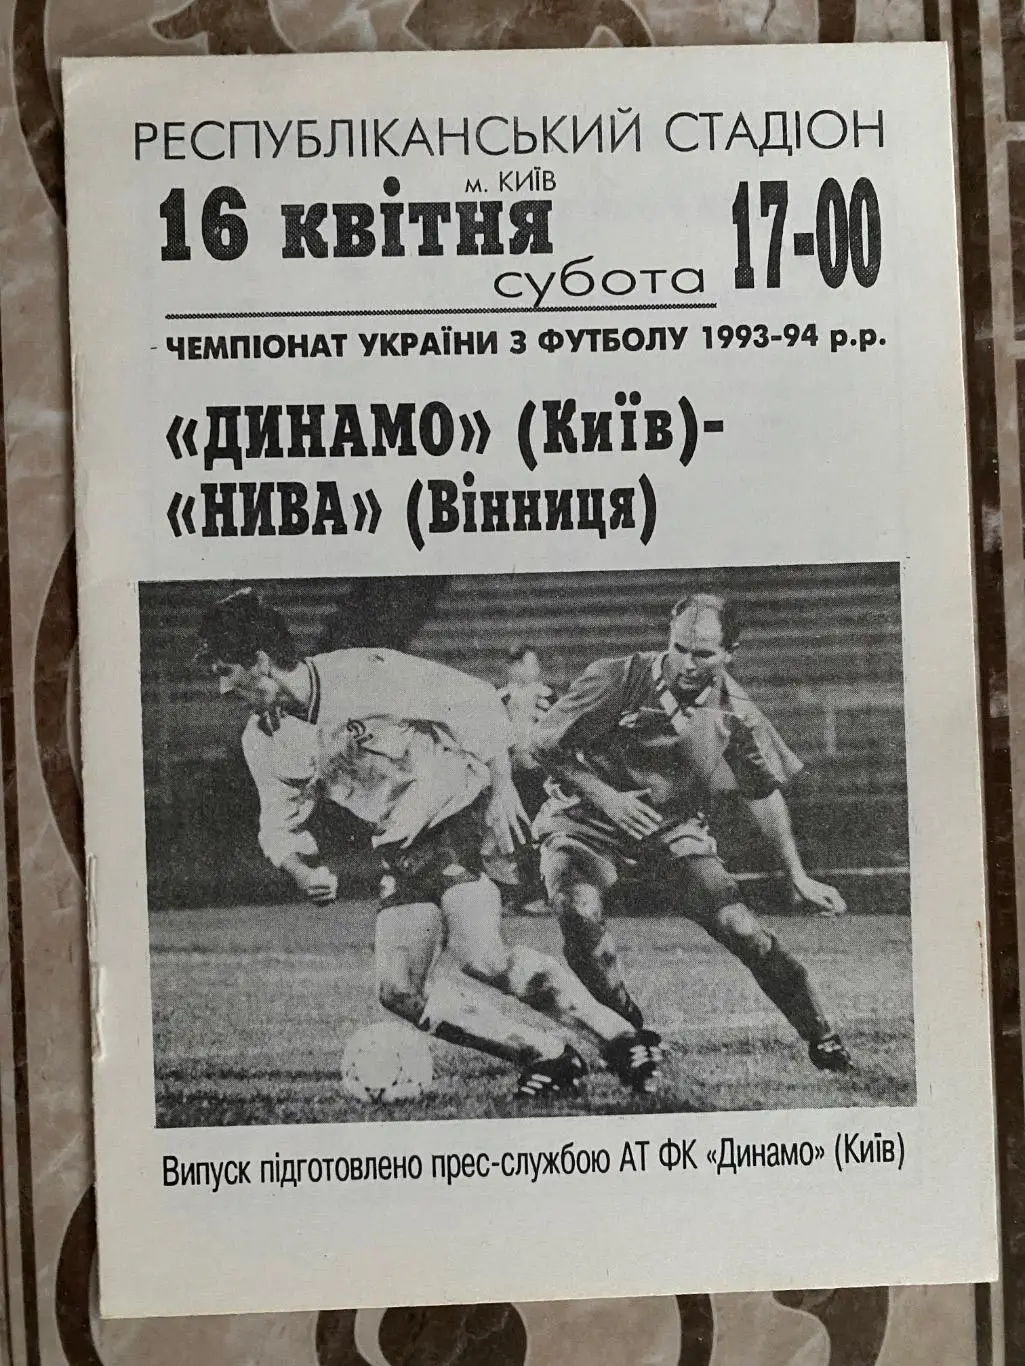 РЕСПУБЛІКАНСЬКИЙ СТАДІОН
м. КИЇВ
16 квітня
17-00
субота
ЧЕМПІОНАТ УКРАЇНИ З ФУТБОЛУ 1993-94 р.р.
«ДИНАМО» (Київ)-
«НИВА» (Вінниця)
Випуск підготовлено прес-службою АТ ФК «Динамо» (Київ)